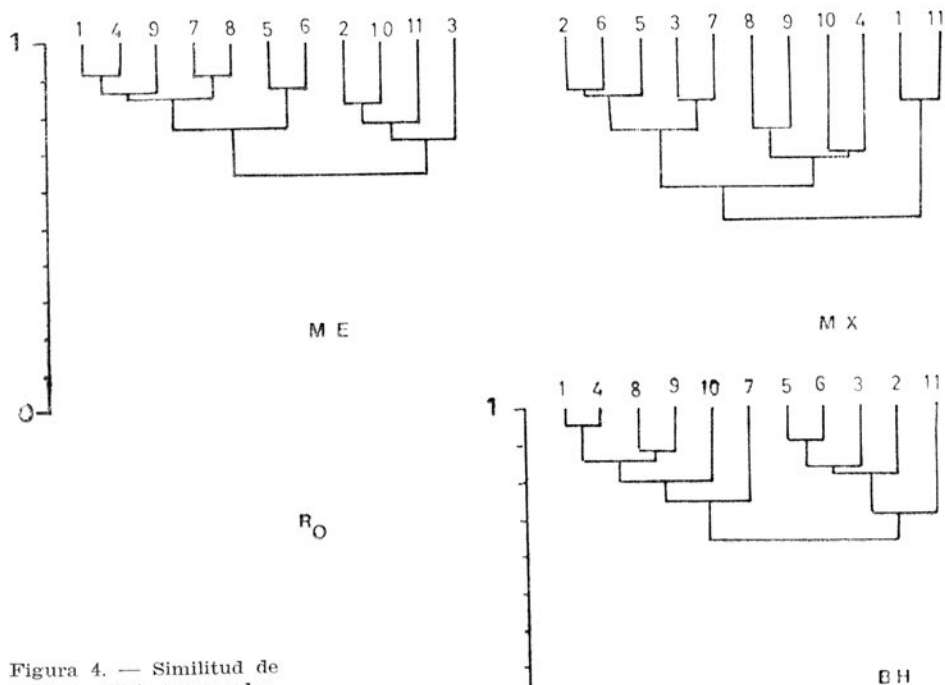 1 4 9 7 8 5 6 2 10 11 3
2 6 5 3 7 8 9 10 4 1 11
1
0
M E
M X
1 4 8 9 10 7 5 6 3 2 11
1
RO
BH
Figura 4. — Similitud de